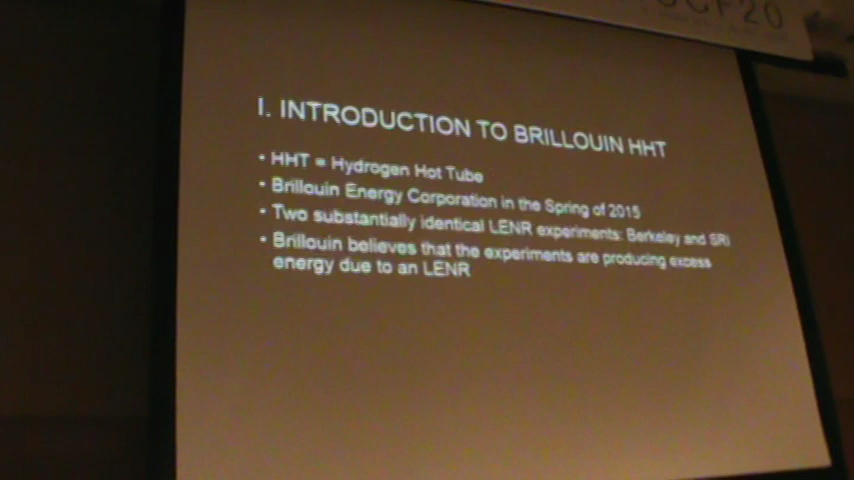 CF20
I. INTRODUCTION TO BRILLOUIN HHT
• HHT = Hydrogen Hot Tube
• Brillouin Energy Corporation in the Spring of 2015
• Two substantially identical LENR experiments: Berkeley and SRI
• Brillouin believes that the experiments are producing excess
energy due to an LENR